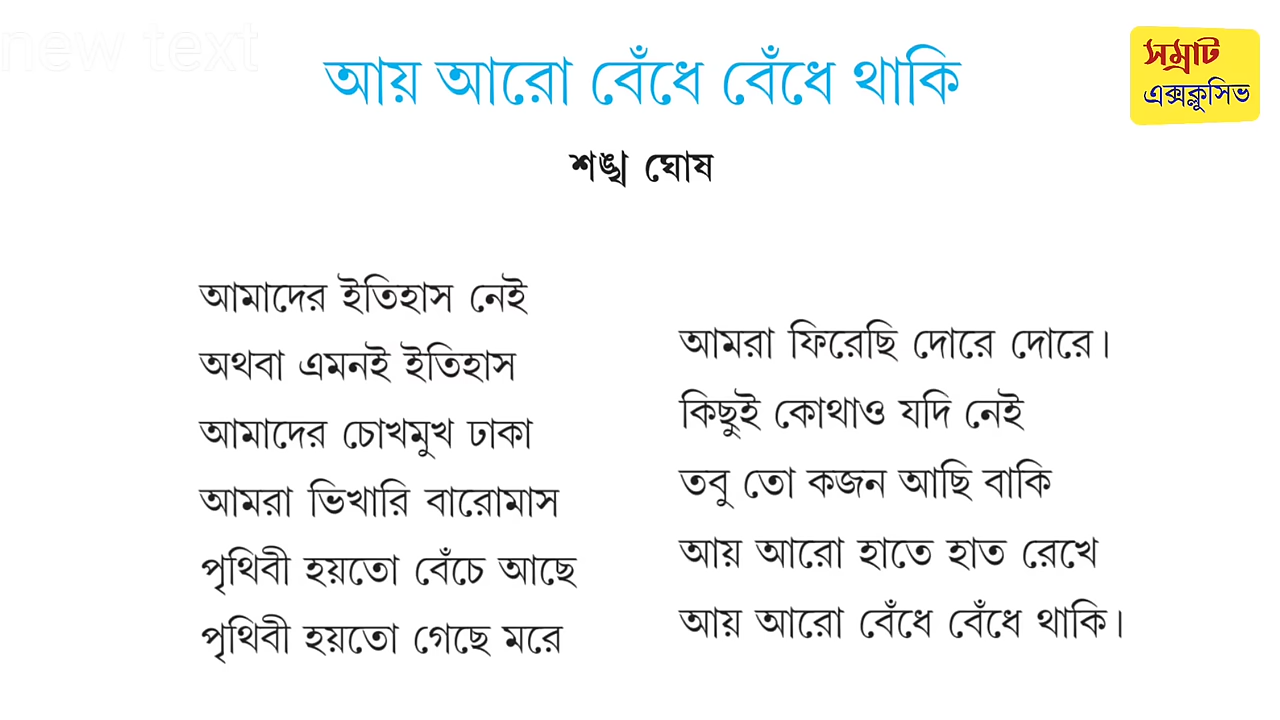 new text
আয় আরো বেঁধে বেঁধে থাকি
সম্রাট
এক্সক্লুসিভ
শঙ্খ ঘোষ
আমাদের ইতিহাস নেই
অথবা এমনই ইতিহাস
আমাদের চোখমুখ ঢাকা
আমরা ভিখারি বারোমাস
পৃথিবী হয়তো বেঁচে আছে
পৃথিবী হয়তো গেছে মরে
আমরা ফিরেছি দোরে দোরে।
কিছুই কোথাও যদি নেই
তবু তো কজন আছি বাকি
আয় আরো হাতে হাত রেখে
আয় আরো বেঁধে বেঁধে থাকি।